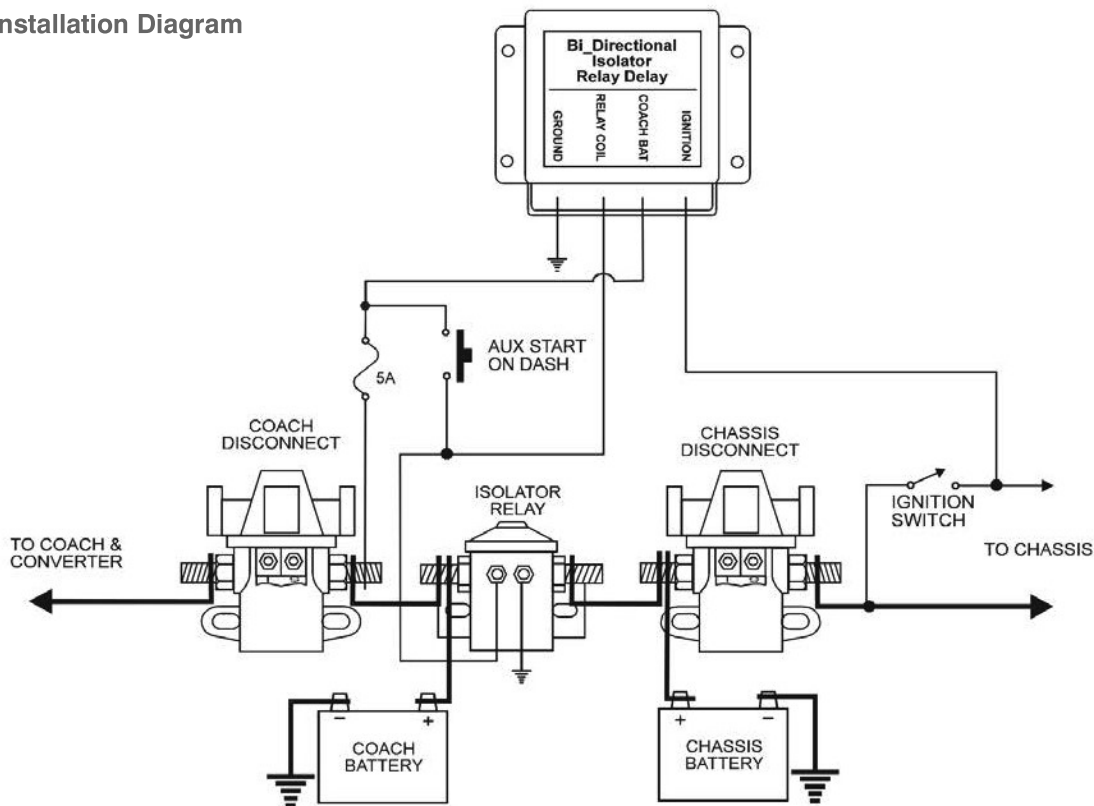 nstallation Diagram
Bi_Directional
Isolator
Relay Delay
GROUND
RELAY COIL
COACH BAT
IGNITION
5A
AUX START
ON DASH
COACH
DISCONNECT
CHASSIS
DISCONNECT
ISOLATOR
RELAY
IGNITION
SWITCH
TO COACH &
CONVERTER
TO CHASSIS
- +
COACH
BATTERY
+ -
CHASSIS
BATTERY